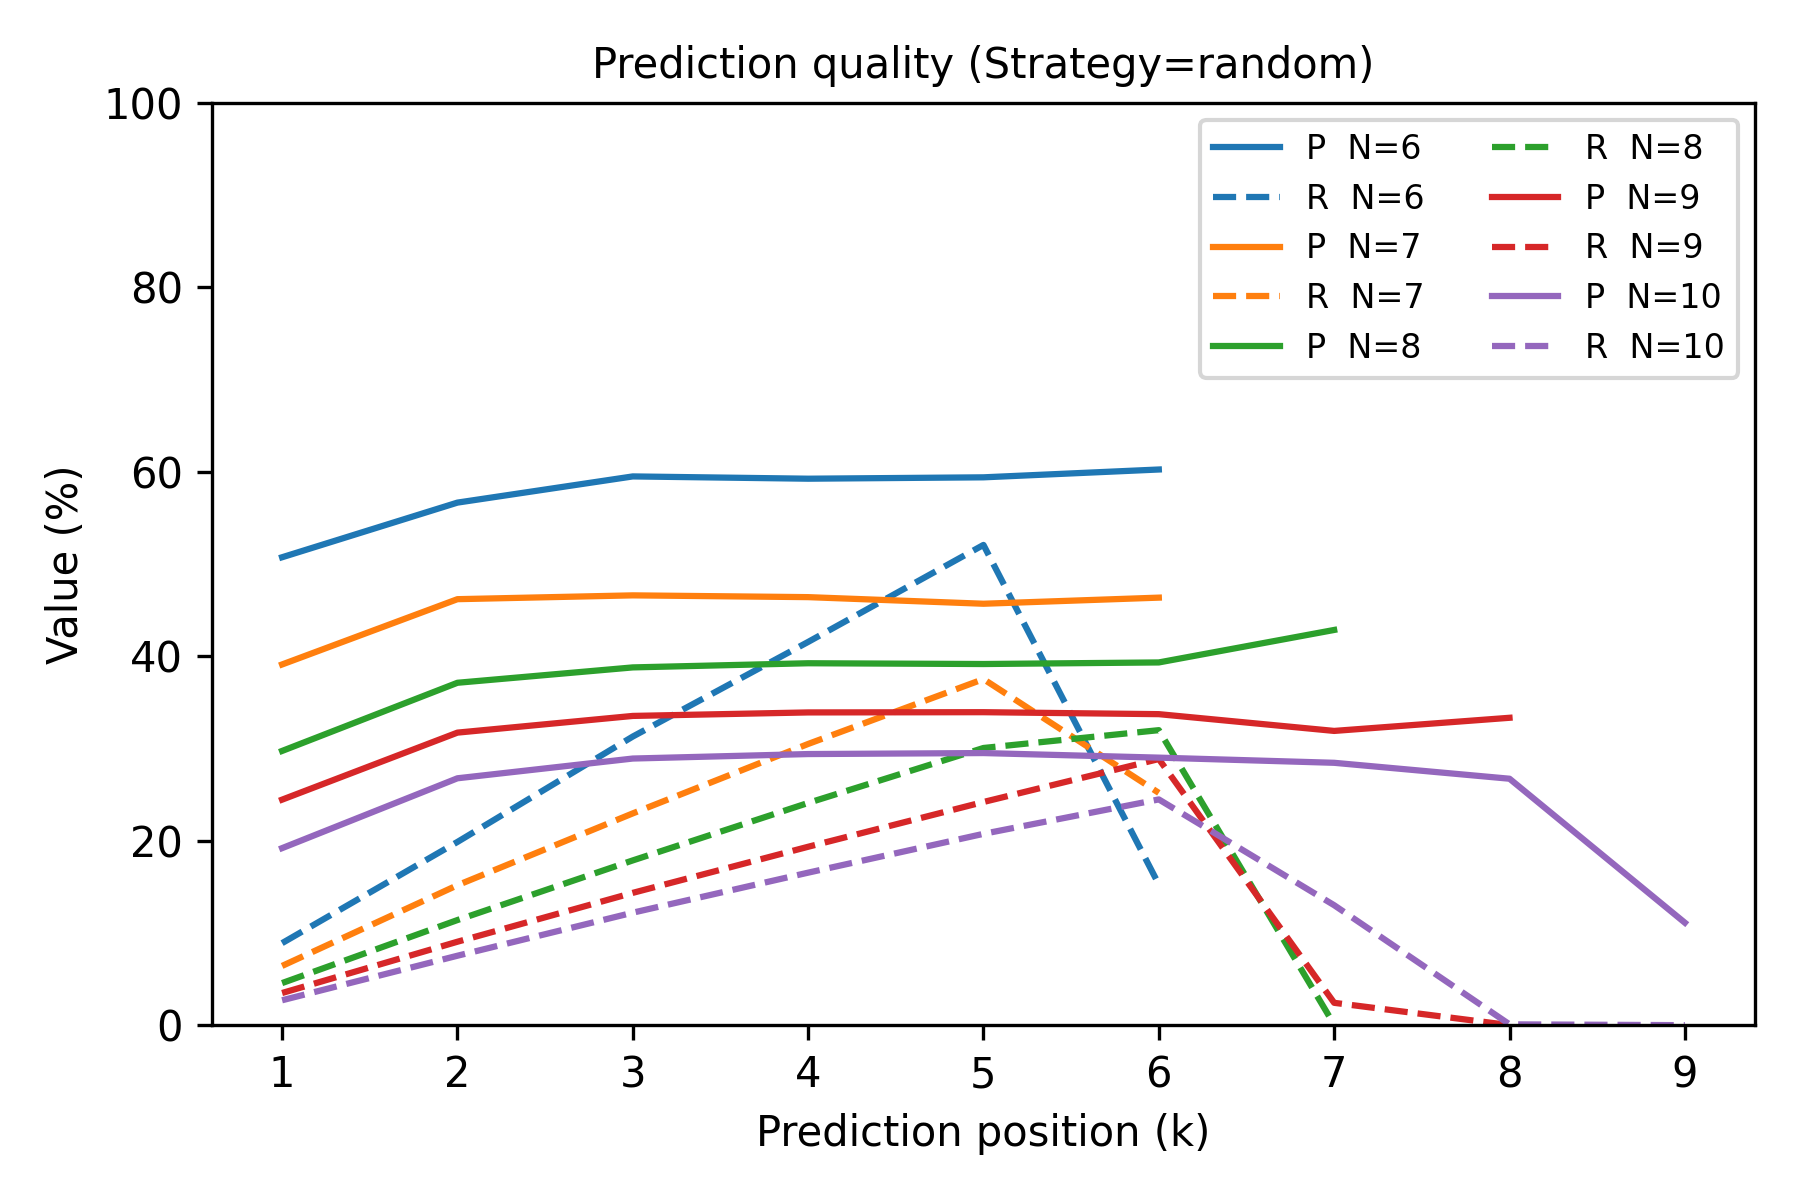 Prediction quality (Strategy=random)
100
80
60
40
20
0
Value (%)
P N=6
R N=6
P N=7
R N=7
P N=8
R N=8
P N=9
R N=9
P N=10
R N=10
1 2 3 4 5 6 7 8 9
Prediction position (k)